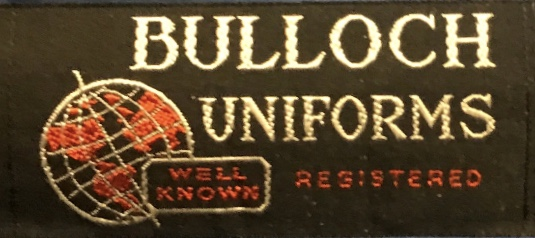 BULLOCH
UNIFORMS
WELL
KNOWN
REGISTERED